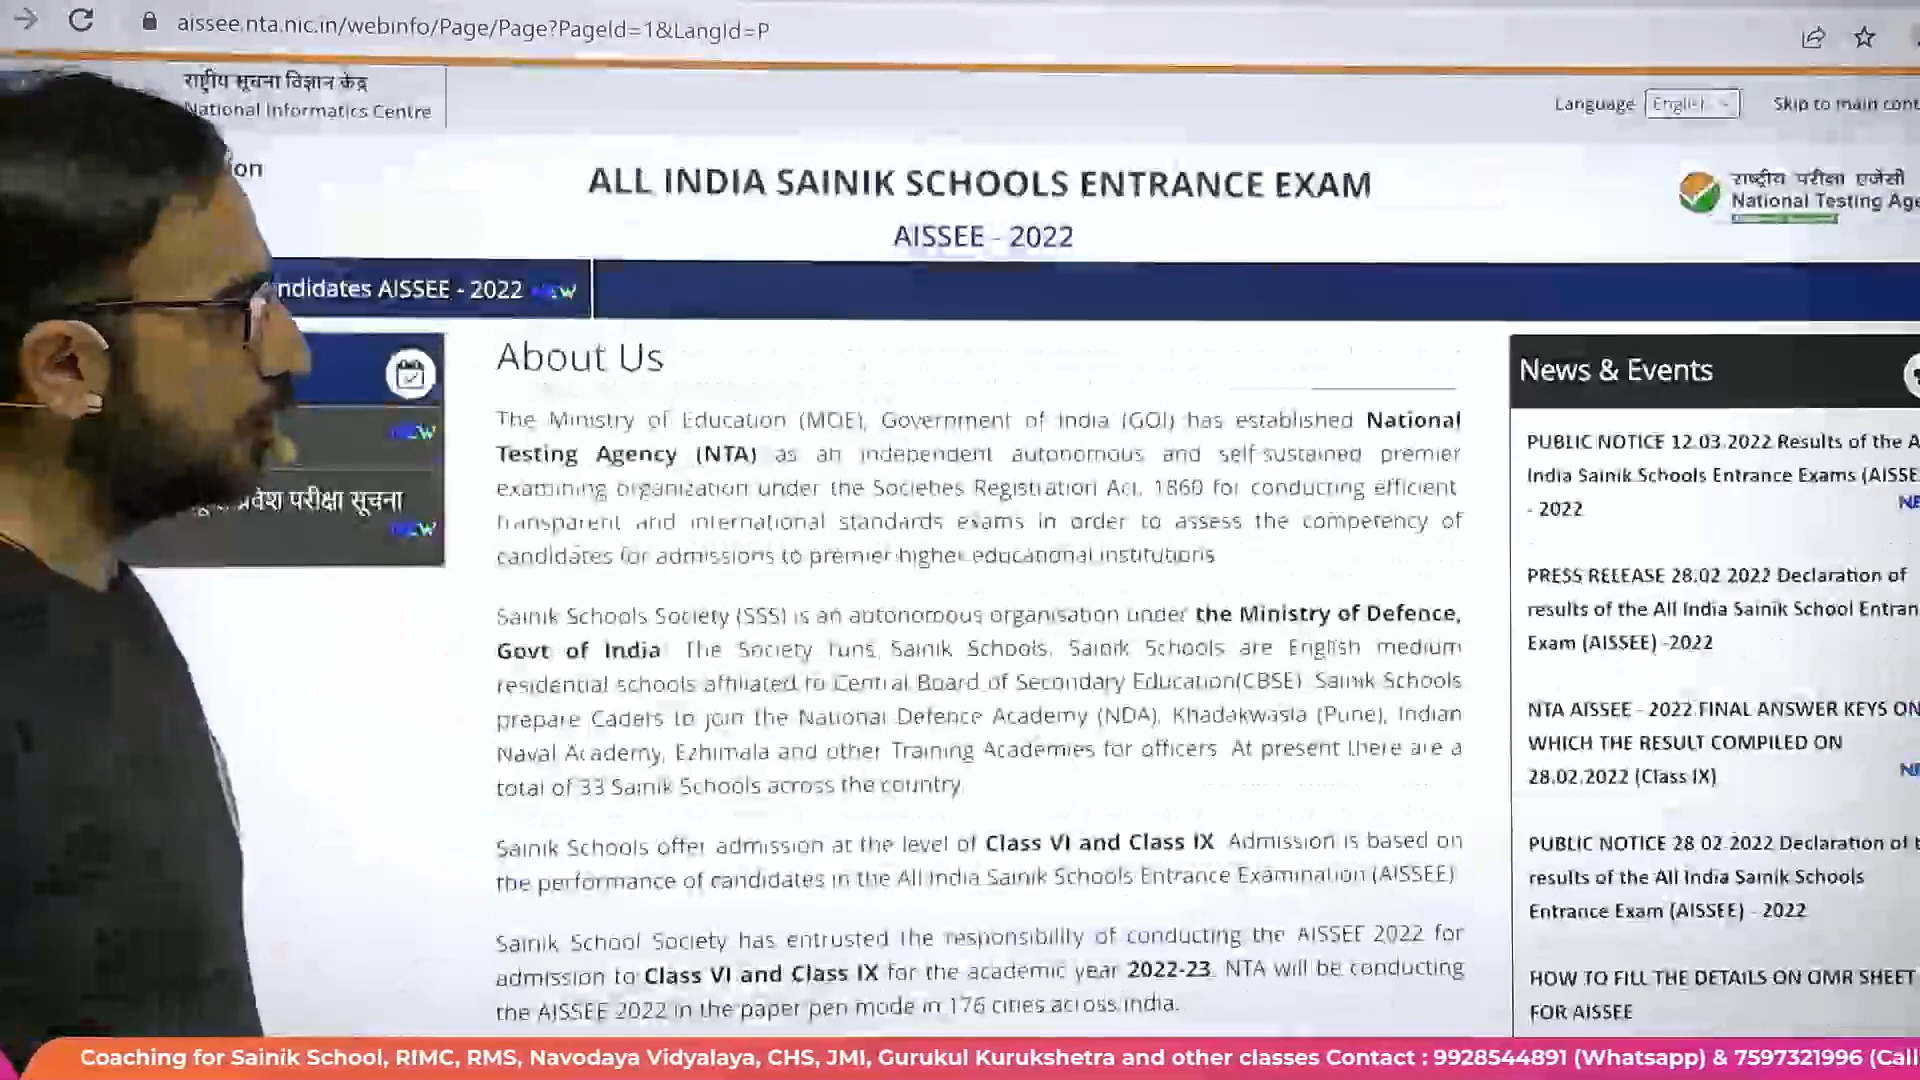 aissee.nta.nic.in/webinfo/Page/Page?PageId=1&LangId=P
राष्ट्रीय सूचना विज्ञान केंद्र
National Informatics Centre
Language English
Skip to main cont
ion
ALL INDIA SAINIK SCHOOLS ENTRANCE EXAM
AISSEE - 2022
राष्ट्रीय परीक्षा एजेंसी
National Testing Age
ndidates AISSEE - 2022 NEW
NEW
प्रवेश परीक्षा सूचना
NEW
About Us
The Ministry of Education (MOE), Government of India (GOI) has established National
Testing Agency (NTA) as an independent autonomous and self-sustained premier
examining organization under the Societies Registration Act, 1860 for conducting efficient
transparent and international standards exams in order to assess the competency of
candidates for admissions to premier higher educational institutions
Sainik Schools Society (SSS) is an autonomous organisation under the Ministry of Defence,
Govt of India The Society runs Sainik Schools. Sainik Schools are English medium
residential schools affiliated to Central Board of Secondary Education(CBSE) Sainik Schools
prepare Cadets to join the National Defence Academy (NDA), Khadakwasla (Pune), Indian
Naval Academy, Ezhimala and other Training Academies for officers At present there are a
total of 33 Sainik Schools across the country
Sainik Schools offer admission at the level of Class VI and Class IX Admission is based on
the performance of candidates in the All India Sainik Schools Entrance Examination (AISSEE)
Sainik School Society has entrusted the responsibility of conducting the AISSEE 2022 for
admission to Class VI and Class IX for the academic year 2022-23. NTA will be conducting
the AISSEE 2022 in the paper pen mode in 176 cities across India.
News & Events
PUBLIC NOTICE 12.03.2022 Results of the A
India Sainik Schools Entrance Exams (AISSE
- 2022 NE
PRESS RELEASE 28.02 2022 Declaration of
results of the All India Sainik School Entran
Exam (AISSEE) -2022
NTA AISSEE - 2022 FINAL ANSWER KEYS ON
WHICH THE RESULT COMPILED ON
28.02.2022 (Class IX) NE
PUBLIC NOTICE 28 02 2022 Declaration of t
results of the All India Sainik Schools
Entrance Exam (AISSEE) - 2022
HOW TO FILL THE DETAILS ON OMR SHEET
FOR AISSEE
Coaching for Sainik School, RIMC, RMS, Navodaya Vidyalaya, CHS, JMI, Gurukul Kurukshetra and other classes Contact : 9928544891 (Whatsapp) & 7597321996 (Call